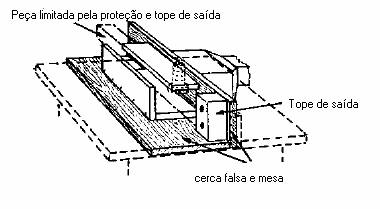 Peça limitada pela proteção e tope de saída
Tope de saída
cerca falsa e mesa